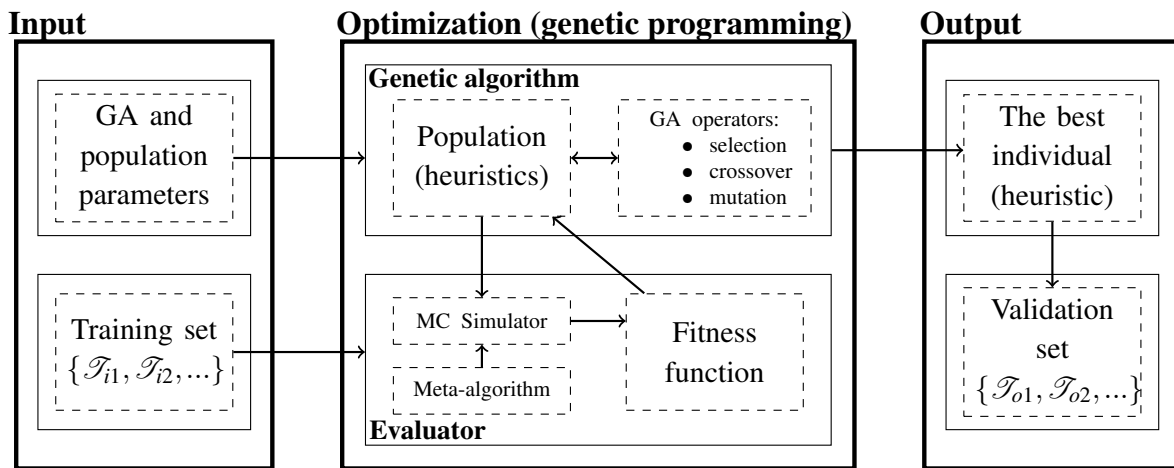 Input
Optimization (genetic programming)
Output
GA and
population
parameters
Training set
{𝒯i1, 𝒯i2, ...}
Genetic algorithm
Population
(heuristics)
GA operators:
• selection
• crossover
• mutation
MC Simulator
Meta-algorithm
Fitness
function
Evaluator
The best
individual
(heuristic)
Validation
set
{𝒯o1, 𝒯o2, ...}